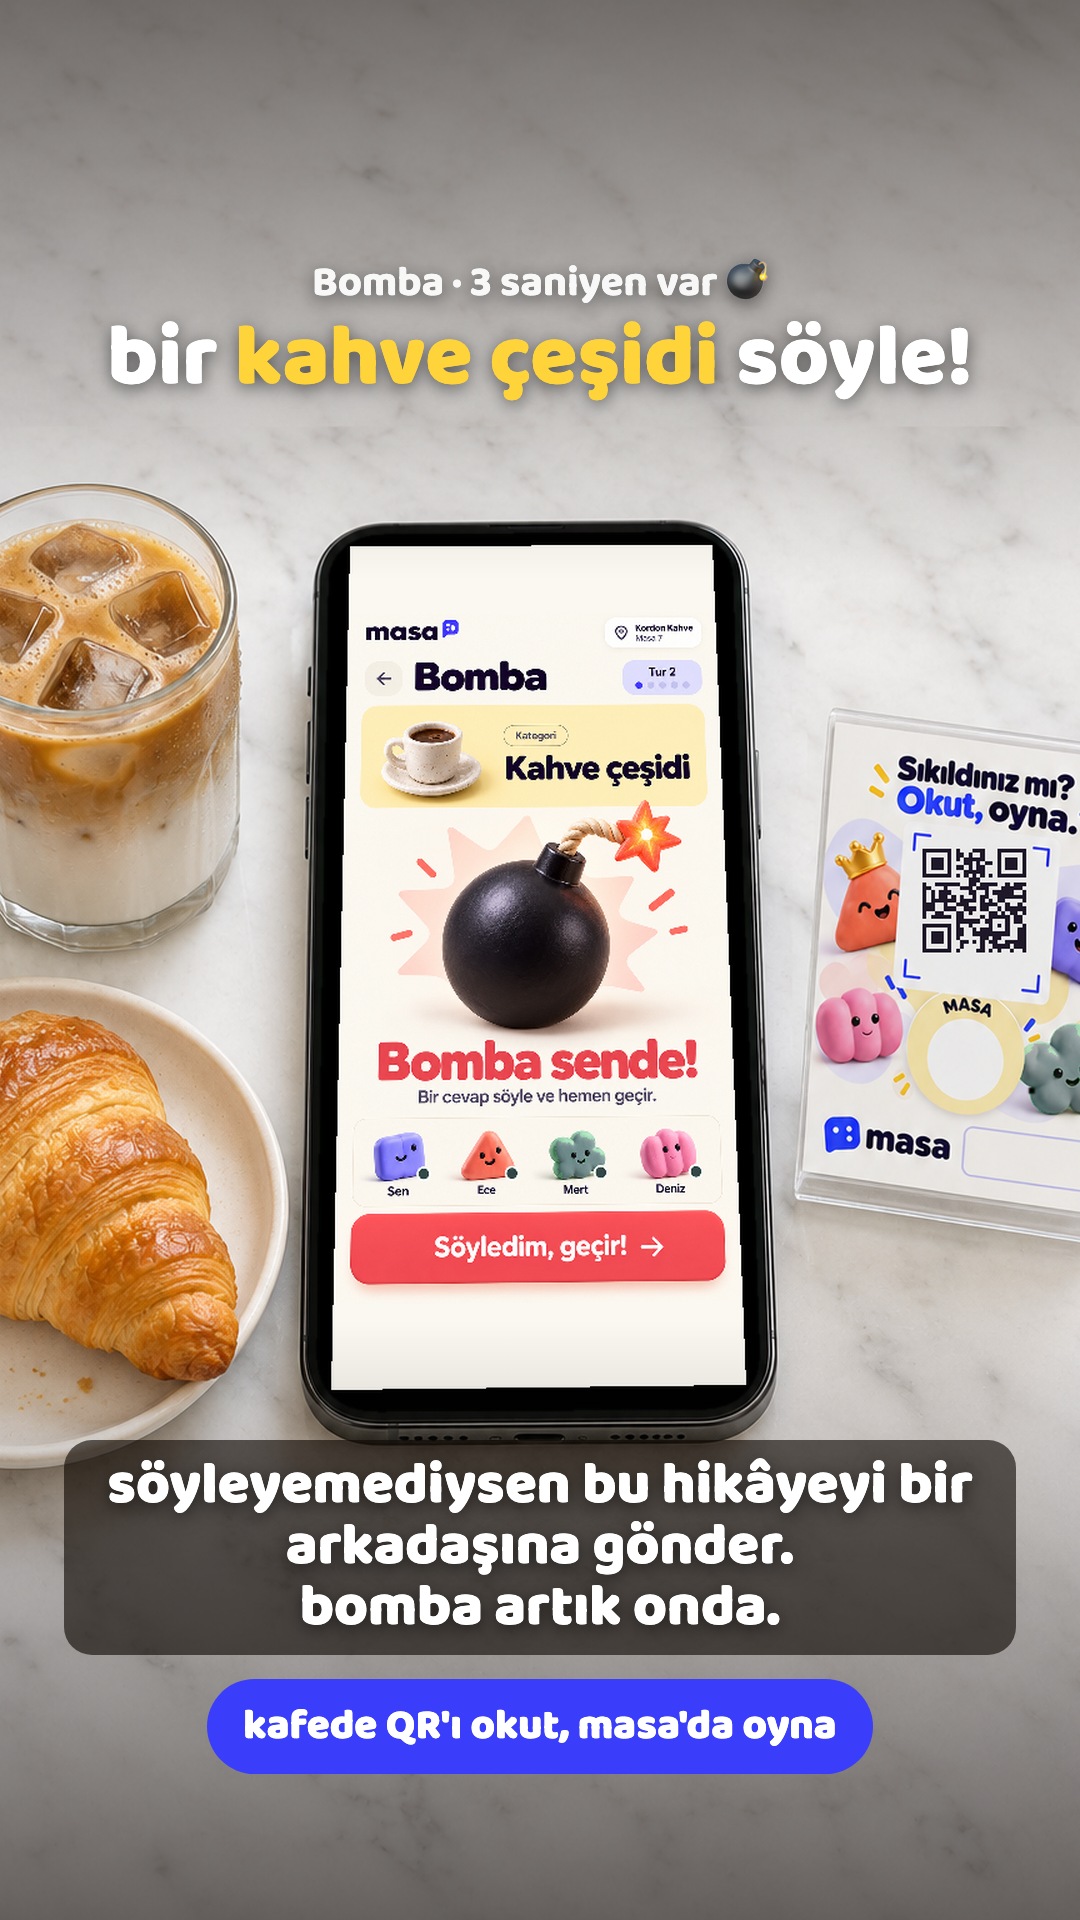 Bomba · 3 saniyen var 💣
bir kahve çeşidi söyle!
masa
Kordon Kahve
Masa 7
Bomba
Tur 2
Kategori
Kahve çeşidi
Bomba sende!
Bir cevap söyle ve hemen geçir.
Sen
Ece
Mert
Deniz
Söyledim, geçir! →
Sıkıldınız mı?
Okut, oyna.
MASA
masa
söyleyemediysen bu hikâyeyi bir
arkadaşına gönder.
bomba artık onda.
kafede QR'ı okut, masa'da oyna